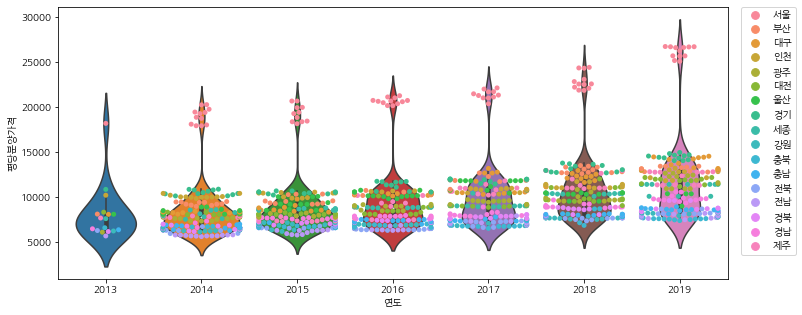 30000
25000
20000
15000
10000
5000
평당분양가격
2013
2014
2015
2016
2017
2018
2019
연도
서울
부산
대구
인천
광주
대전
울산
경기
세종
강원
충북
충남
전북
전남
경북
경남
제주